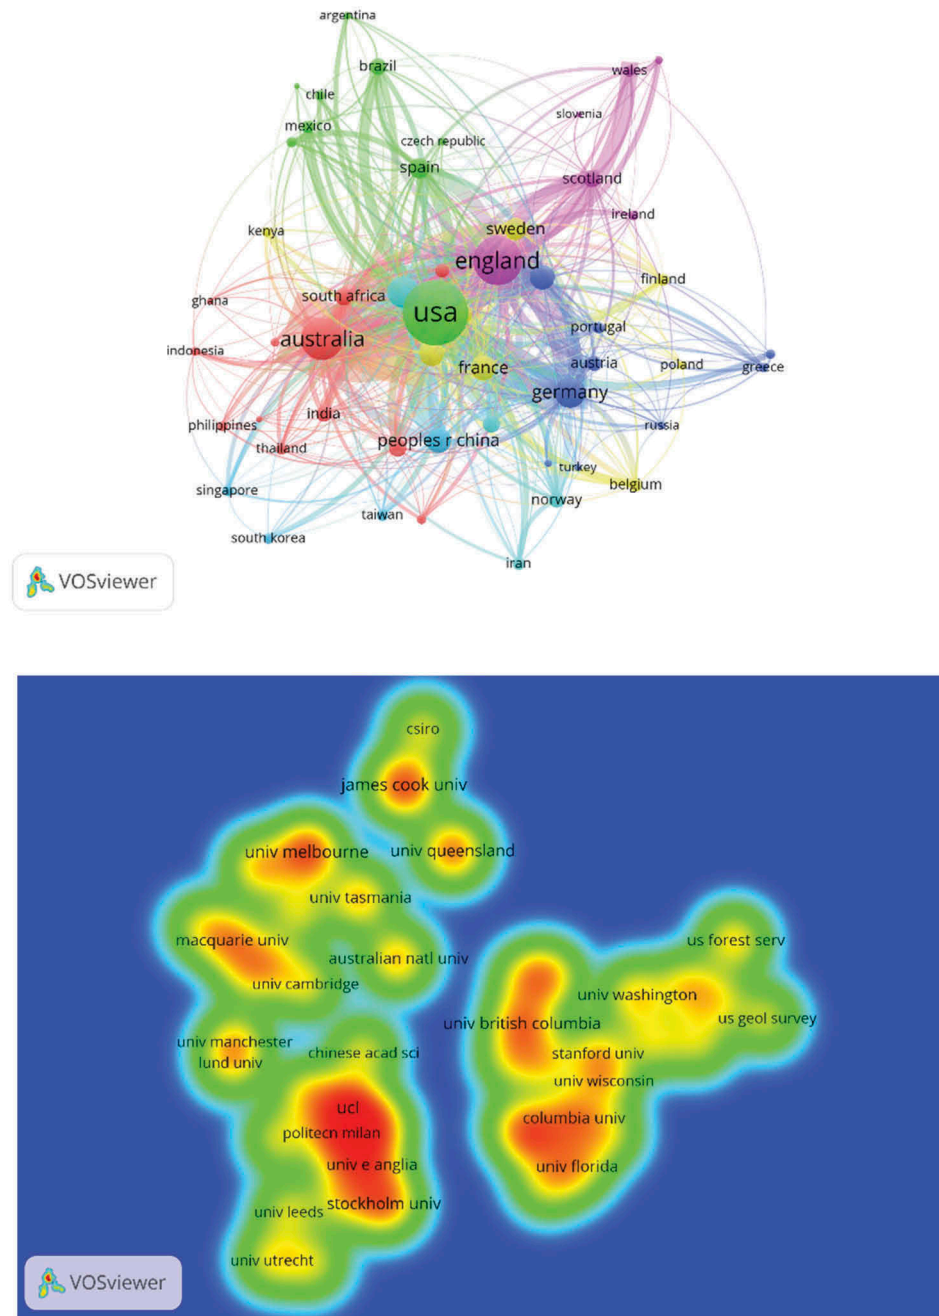 argentina
brazil
wales
chile
slovenia
mexico
czech republic
spain
scotland
ireland
kenya
sweden
england
finland
ghana
south africa
usa
portugal
australia
indonesia
france
austria
poland
greece
germany
philippines
india
russia
thailand
peoples r china
turkey
singapore
norway
belgium
taiwan
south korea
iran
VOSviewer
csiro
james cook univ
univ melbourne
univ queensland
univ tasmania
macquarie univ
us forest serv
australian natl univ
univ cambridge
univ washington
univ british columbia
us geol survey
univ manchester
chinese acad sci
stanford univ
lund univ
univ wisconsin
ucl
columbia univ
politecn milan
univ e anglia
univ florida
stockholm univ
univ leeds
univ utrecht
VOSviewer